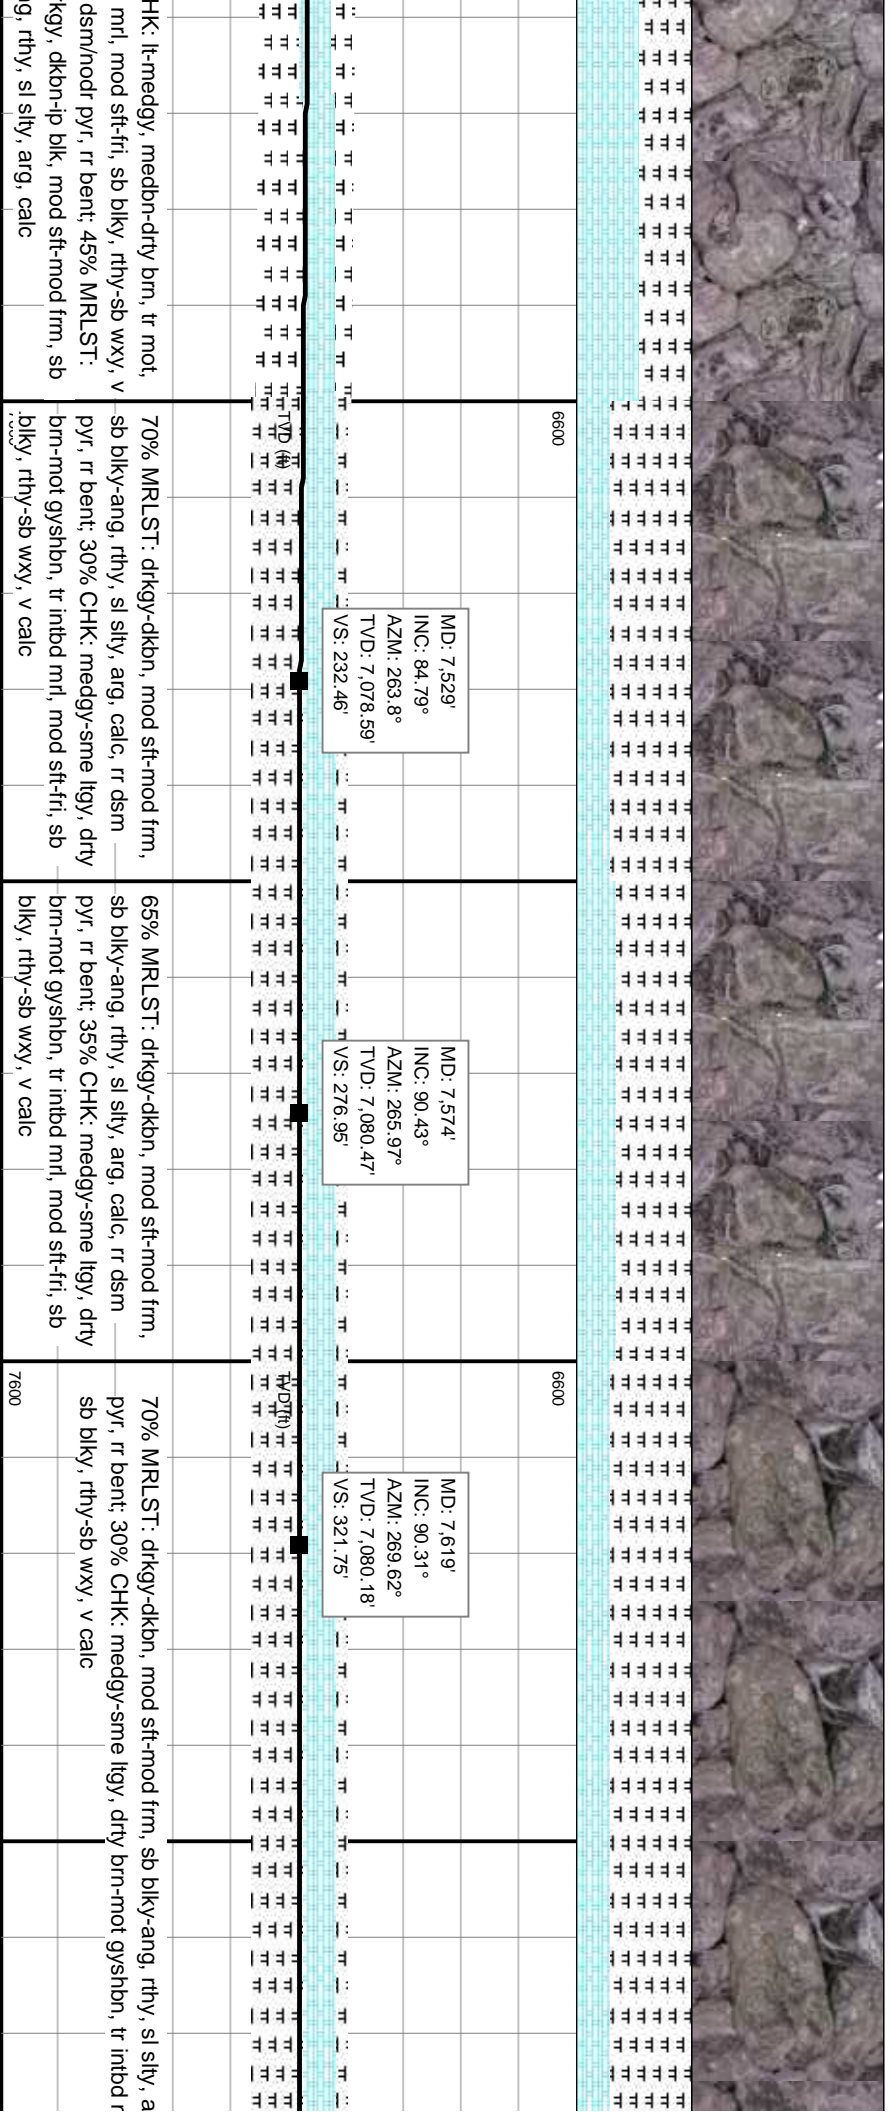 HK: lt-medgy, medbn-drty brn, tr mot,
mrl, mod sft-fri, sb blky, rthy-sb wxy, v
dsm/nodr pyr, rr bent; 45% MRLST:
kgy, dkbn-ip blk, mod sft-mod frm, sb
g, rthy, sl slty, arg, calc
6600
TVD (ft)
70% MRLST: drkgy-dkbn, mod sft-mod frm,
sb blky-ang, rthy, sl slty, arg, calc, rr dsm
pyr, rr bent; 30% CHK: medgy-sme ltgy, drty
brn-mot gyshbn, tr intbd mrl, mod sft-fri, sb
blky, rthy-sb wxy, v calc
MD: 7,529'
INC: 84.79°
AZM: 263.8°
TVD: 7,078.59'
VS: 232.46'
65% MRLST: drkgy-dkbn, mod sft-mod frm,
sb blky-ang, rthy, sl slty, arg, calc, rr dsm
pyr, rr bent; 35% CHK: medgy-sme ltgy, drty
brn-mot gyshbn, tr intbd mrl, mod sft-fri, sb
blky, rthy-sb wxy, v calc
MD: 7,574'
INC: 90.43°
AZM: 265.97°
TVD: 7,080.47'
VS: 276.95'
6600
TVD (ft)
7600
MD: 7,619'
INC: 90.31°
AZM: 269.62°
TVD: 7,080.18'
VS: 321.75'
70% MRLST: drkgy-dkbn, mod sft-mod frm, sb blky-ang, rthy, sl slty, a
pyr, rr bent; 30% CHK: medgy-sme ltgy, drty brn-mot gyshbn, tr intbd
sb blky, rthy-sb wxy, v calc